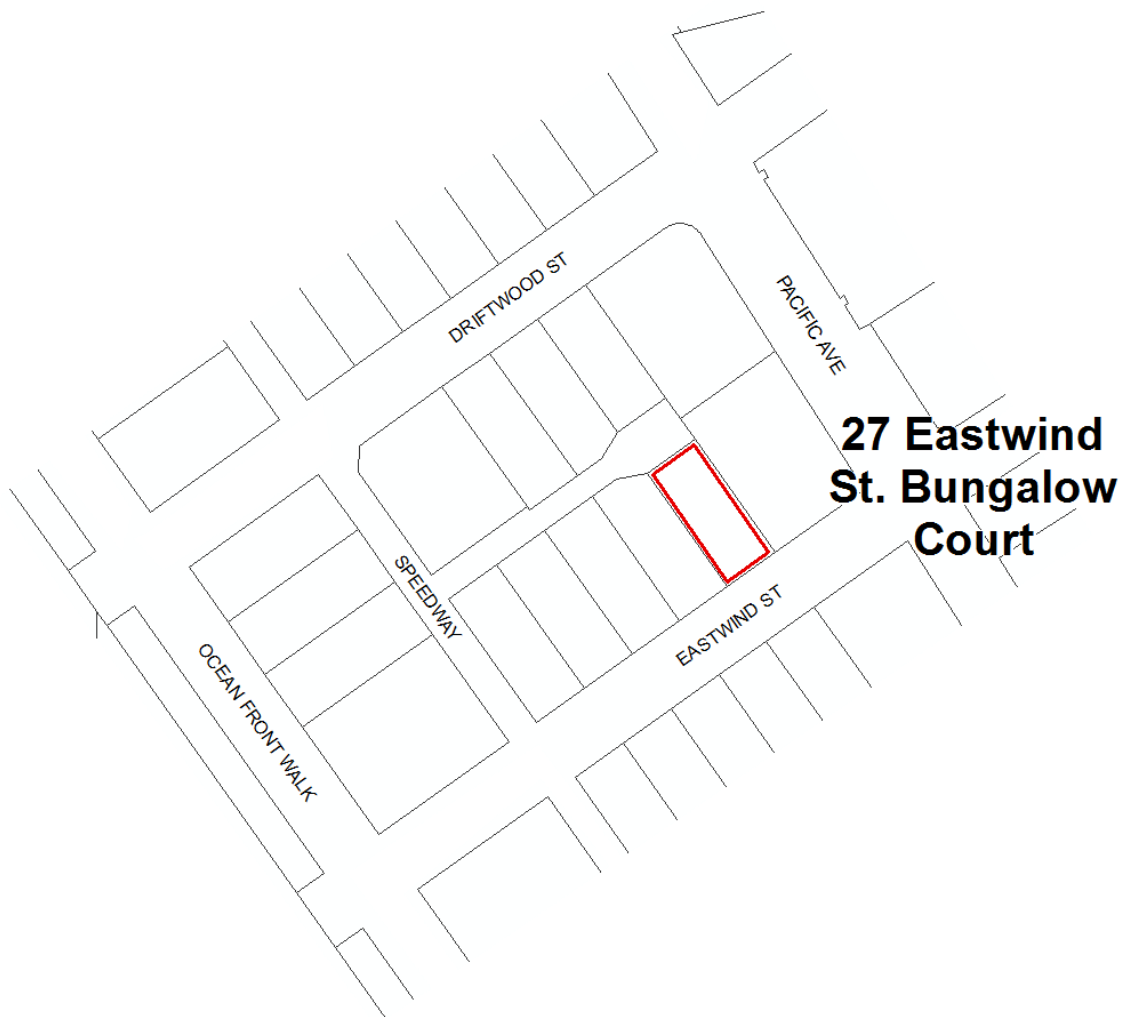 DRIFTWOOD ST
PACIFIC AVE
27 Eastwind
St. Bungalow
Court
SPEEDWAY
EASTWIND ST
OCEAN FRONT WALK